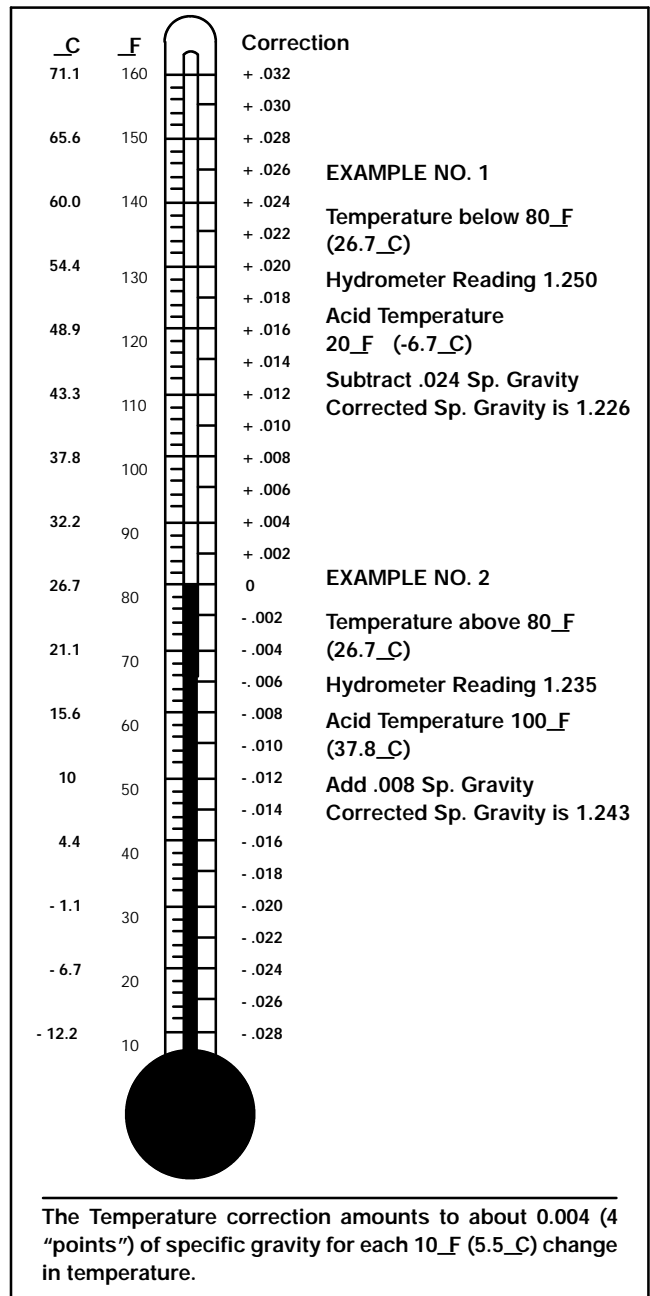 _C _F Correction
71.1 160 + .032
+ .030
65.6 150 + .028
+ .026
EXAMPLE NO. 1
60.0 140 + .024
Temperature below 80_F
+ .022
(26.7_C)
54.4 130 + .020
Hydrometer Reading 1.250
+ .018
48.9 120 + .016
Acid Temperature
20_F (-6.7_C)
+ .014
Subtract .024 Sp. Gravity
43.3 110 + .012
Corrected Sp. Gravity is 1.226
+ .010
37.8 100 + .008
+ .006
32.2 90 + .004
+ .002
26.7 80 0
EXAMPLE NO. 2
- .002
Temperature above 80_F
21.1 70 - .004
(26.7_C)
-. 006
Hydrometer Reading 1.235
15.6 60 - .008
Acid Temperature 100_F
- .010
(37.8_C)
10 50 - .012
Add .008 Sp. Gravity
- .014
Corrected Sp. Gravity is 1.243
4.4 40 - .016
- .018
- 1.1 30 - .020
- .022
- 6.7 20 - .024
- .026
- 12.2 10 - .028
The Temperature correction amounts to about 0.004 (4
“points”) of specific gravity for each 10_F (5.5_C) change
in temperature.